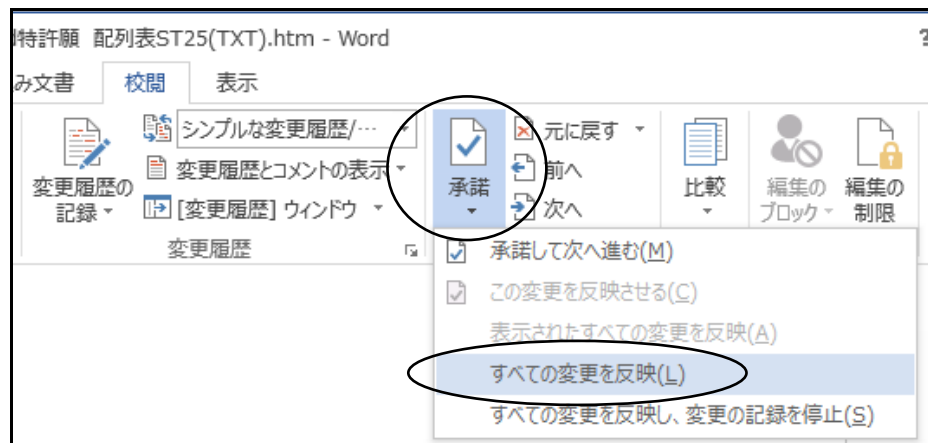 特許願 配列表ST25(TXT).htm - Word
?
み文書 校閲 表示
シンプルな変更履歴/…
変更履歴とコメントの表示
[変更履歴] ウィンドウ
変更履歴の
記録
変更履歴
承諾
元に戻す
前へ
次へ
比較
編集の
ブロック
編集の
制限
承諾して次へ進む(M)
この変更を反映させる(C)
表示されたすべての変更を反映(A)
すべての変更を反映(L)
すべての変更を反映し、変更の記録を停止(S)